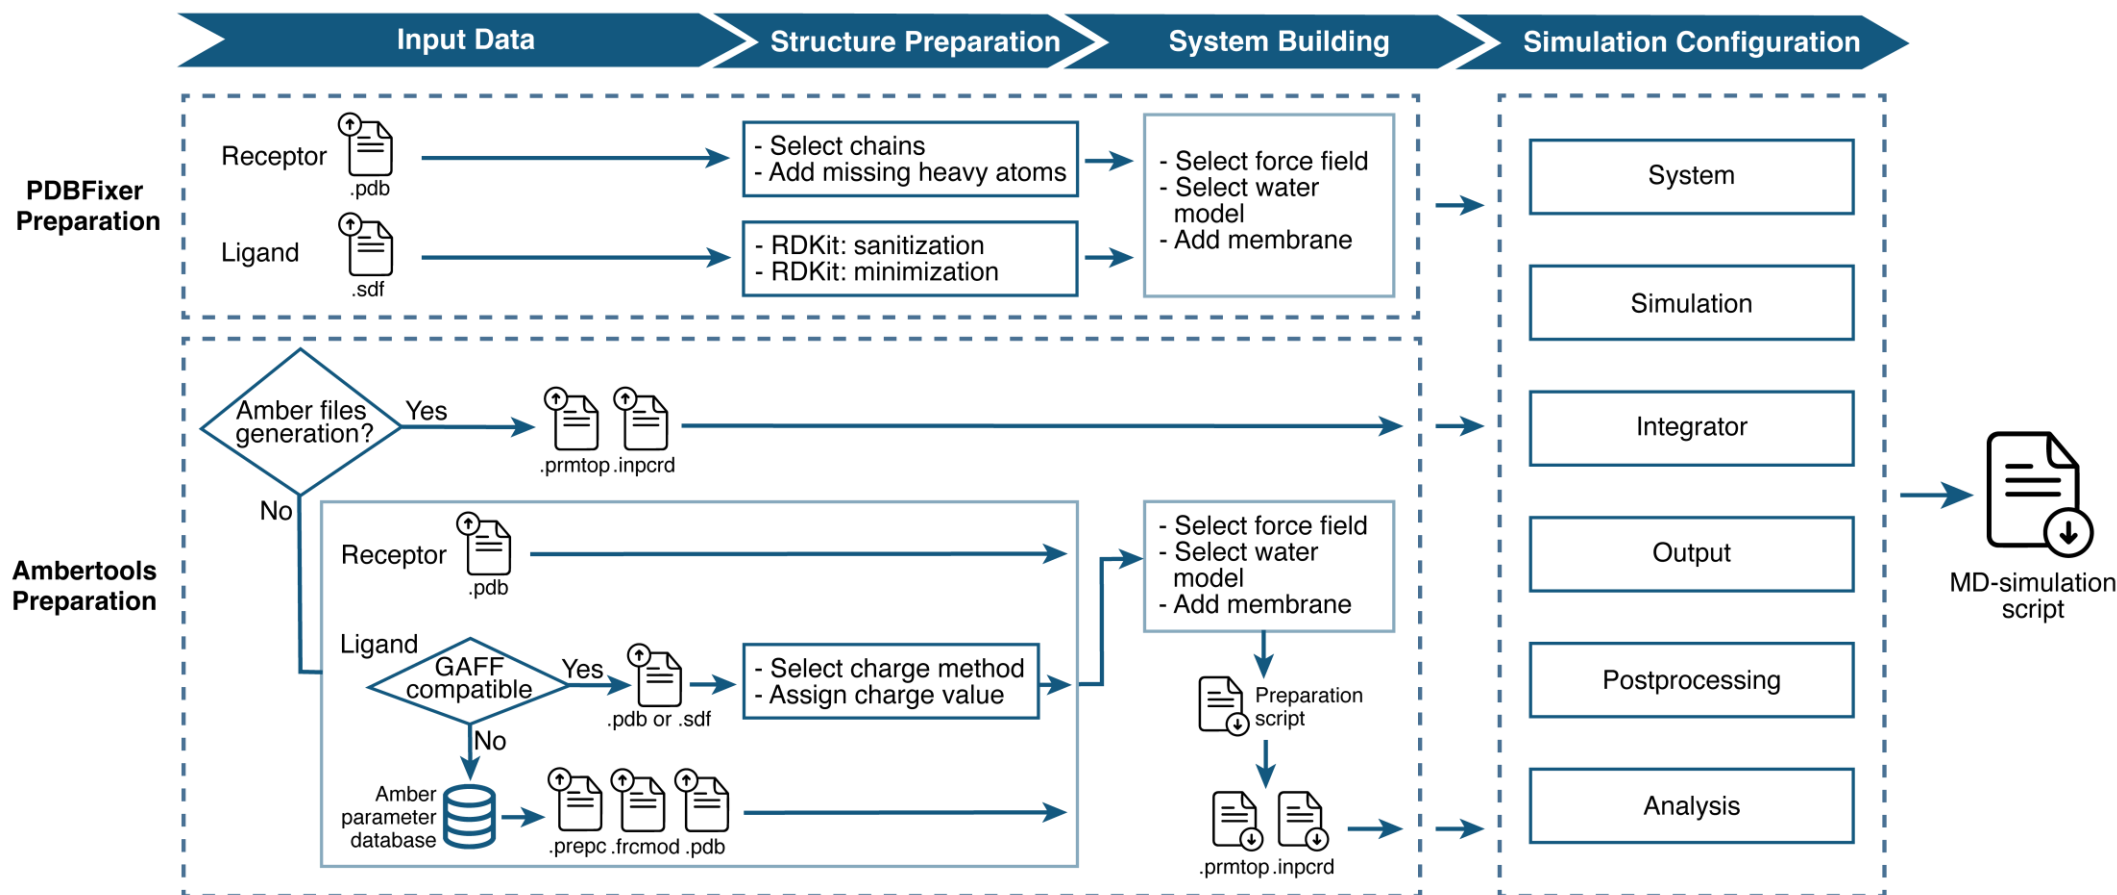 Input Data
Structure Preparation
System Building
Simulation Configuration
PDBFixer
Preparation
Receptor
.pdb
- Select chains
- Add missing heavy atoms
Ligand
.sdf
- RDKit: sanitization
- RDKit: minimization
- Select force field
- Select water
model
- Add membrane
Ambertools
Preparation
Amber files
generation?
Yes
.prmtop
.inpcrd
No
Receptor
.pdb
Ligand
GAFF
compatible
Yes
.pdb or .sdf
- Select charge method
- Assign charge value
No
Amber
parameter
database
.prepc
.frcmod
.pdb
- Select force field
- Select water
model
- Add membrane
Preparation
script
.prmtop
.inpcrd
System
Simulation
Integrator
Output
Postprocessing
Analysis
MD-simulation
script